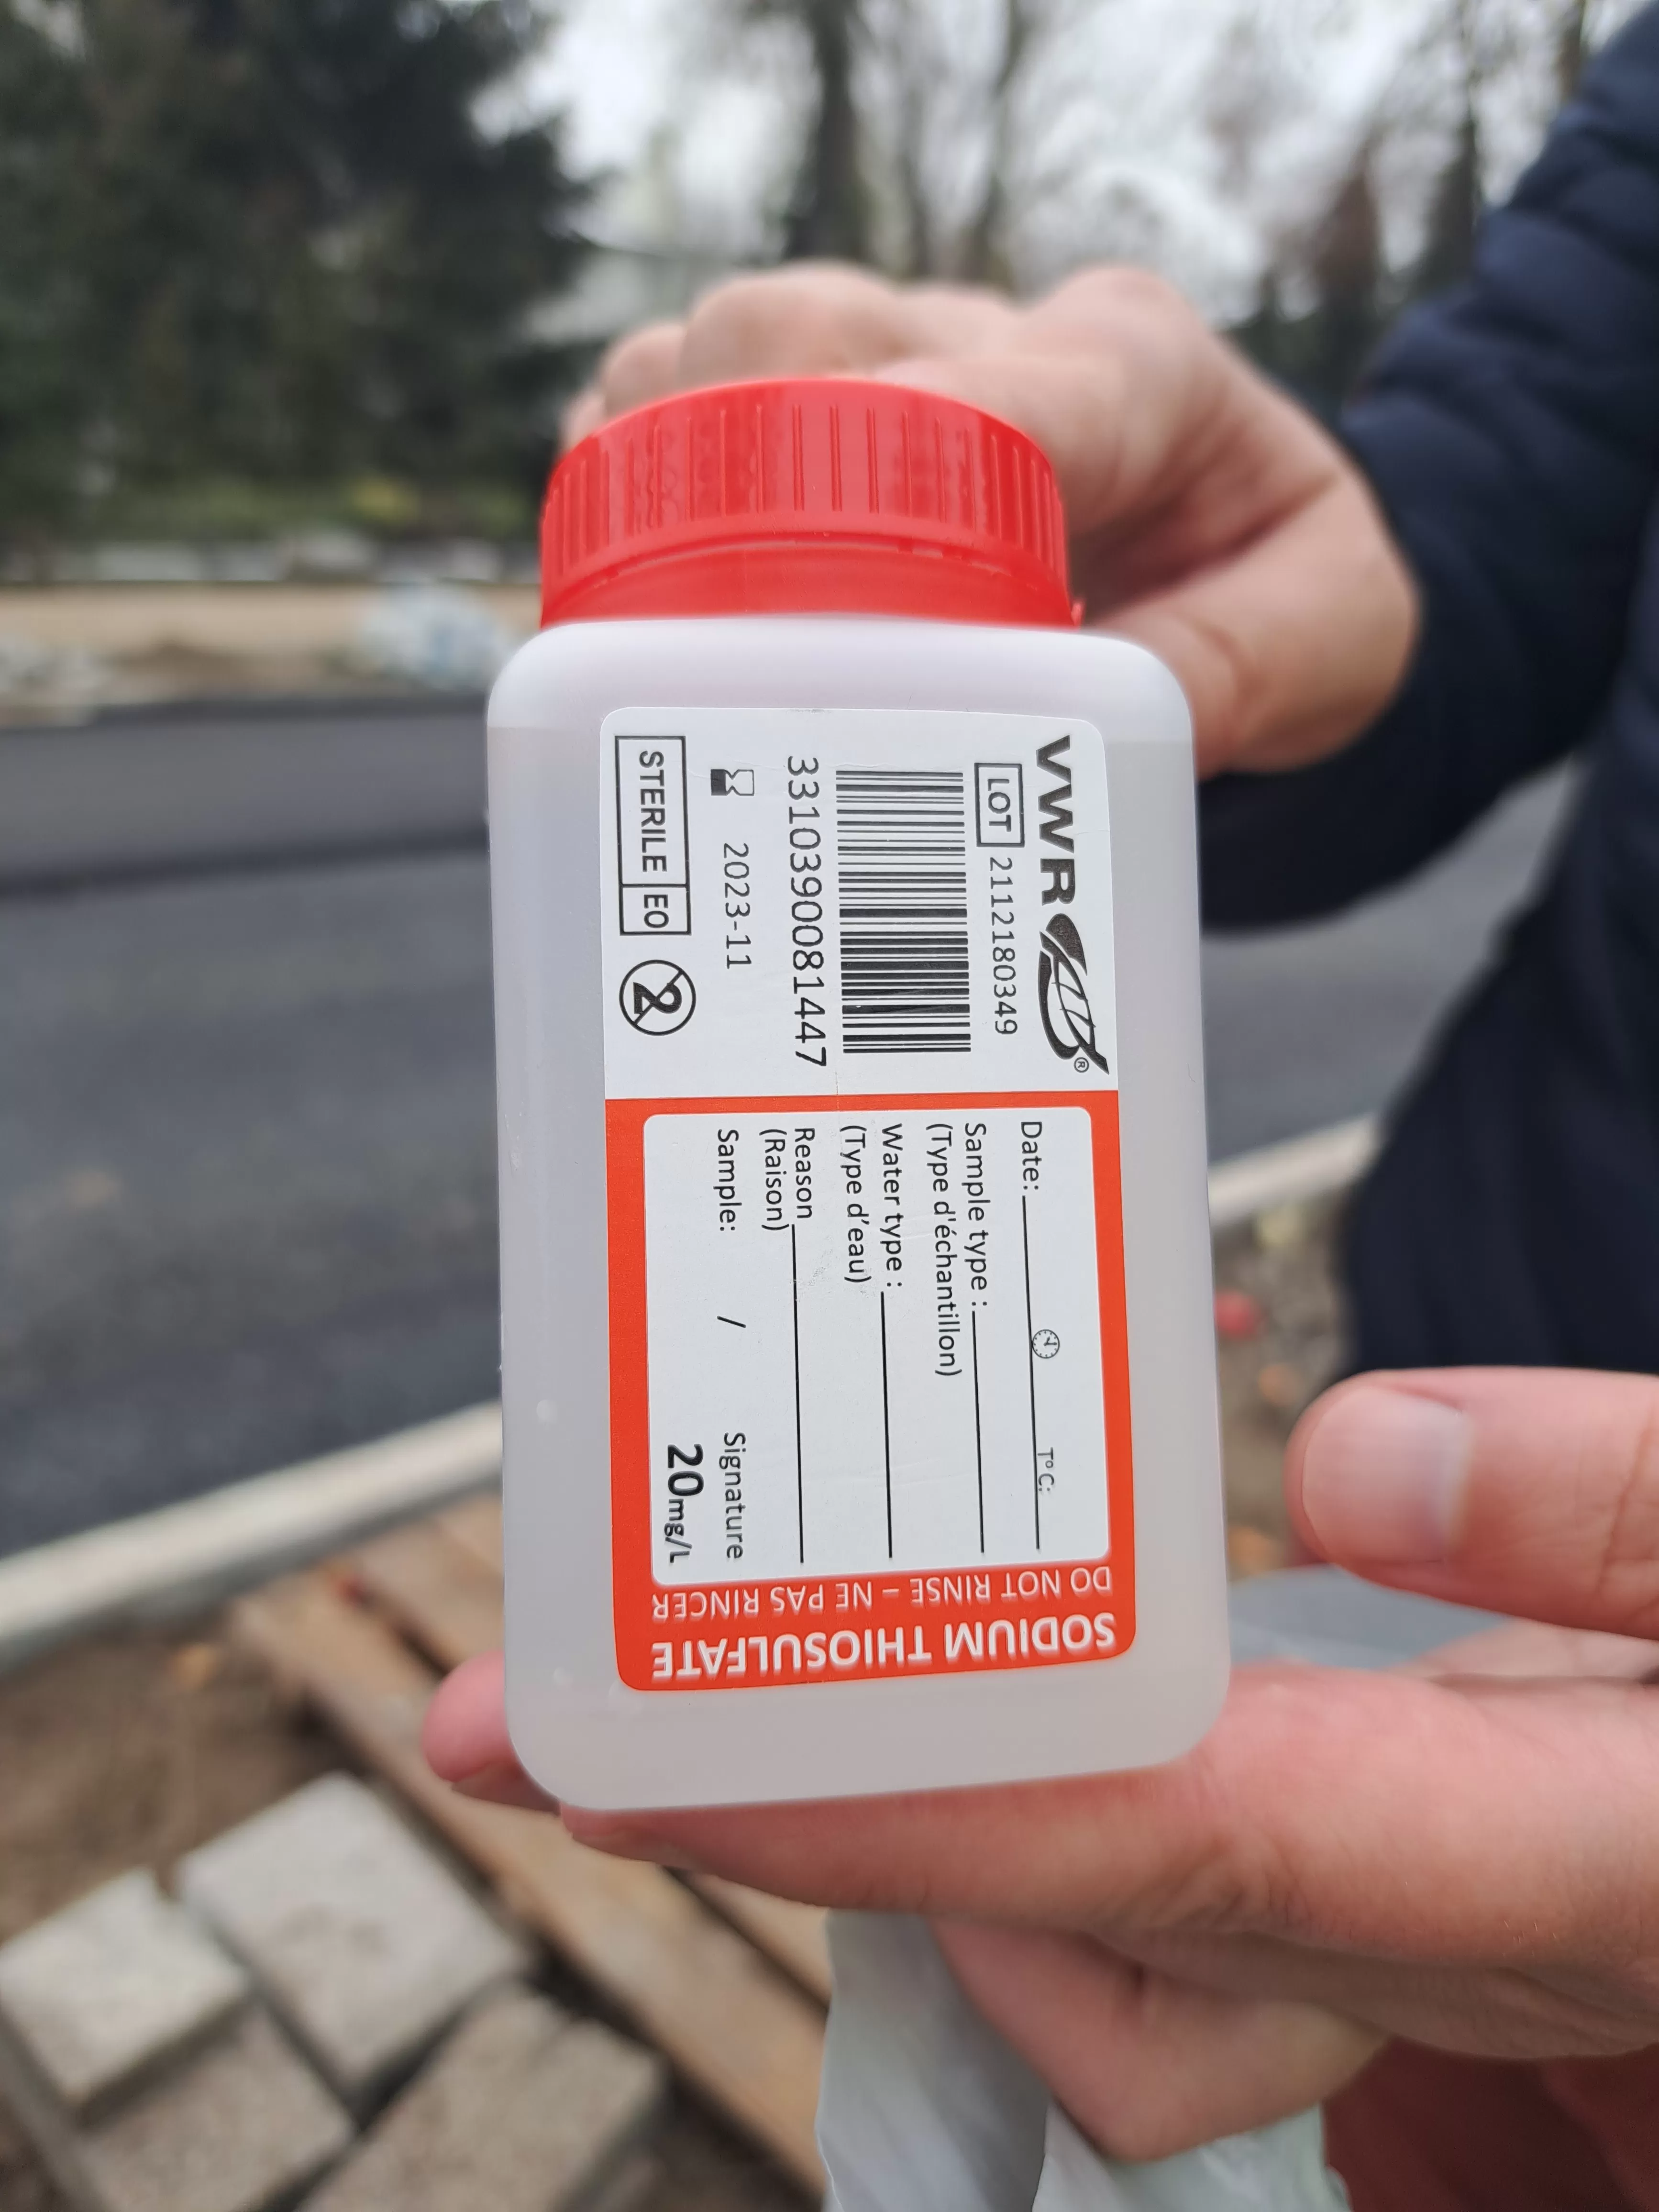 VWR®
LOT 2112180349
3310390081447
2023-11
STERILE EO
2
Date: T°C:
Sample type :
(Type d'échantillon)
Water type :
(Type d'eau)
Reason
(Raison)
Sample: / Signature
20mg/L
DO NOT RINSE – NE PAS RINCER
SODIUM THIOSULFATE